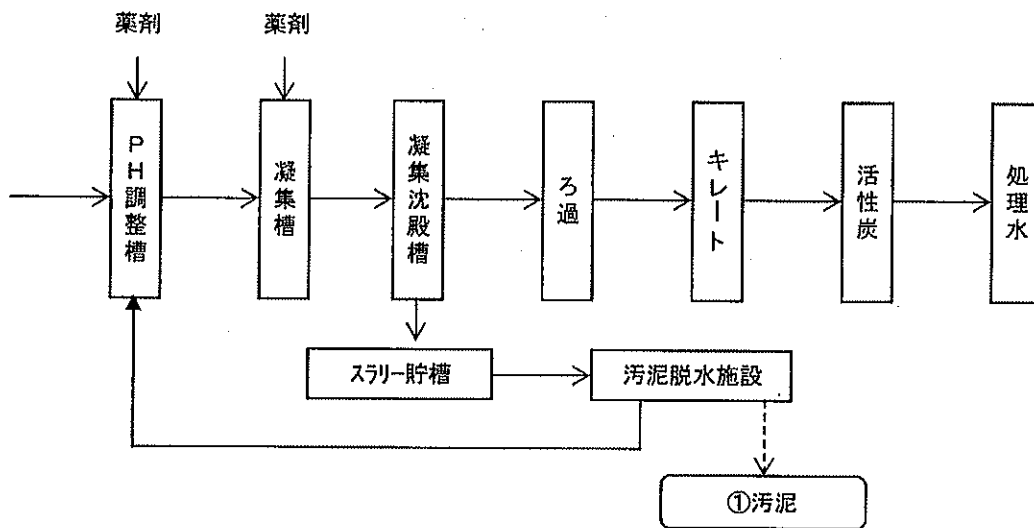 薬剤
薬剤
PH調整槽
凝集槽
凝集沈殿槽
ろ過
キレート
活性炭
処理水
スラリー貯槽
汚泥脱水施設
①汚泥